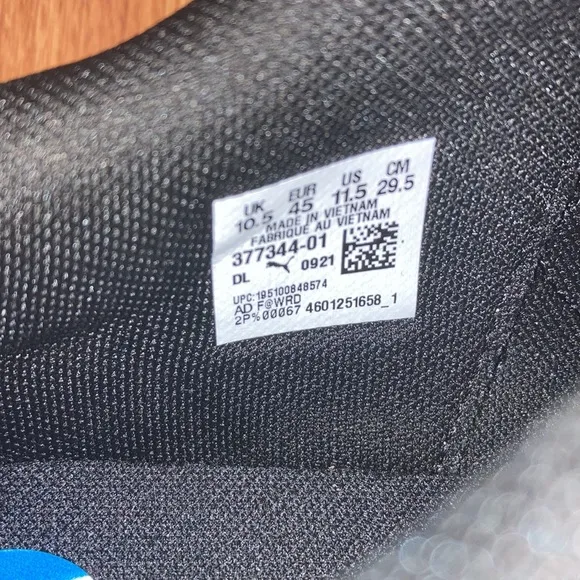 UK EUR US CM
10.5 45 11.5 29.5
MADE IN VIETNAM
FABRIQUE AU VIETNAM
377344-01
DL 0921
UPC:195100848574
AD F@WRD
2P%00067 4601251658_1